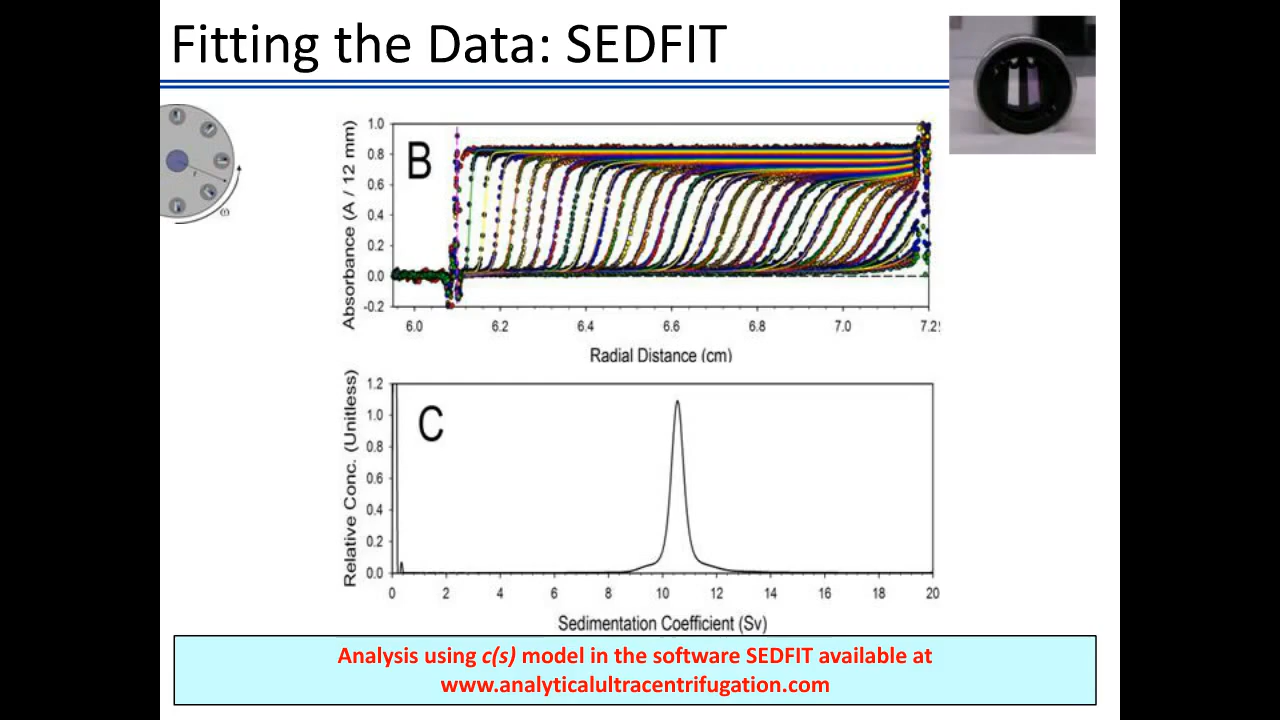 Fitting the Data: SEDFIT
r
ω
B
Absorbance (A / 12 mm)
1.0
0.8
0.6
0.4
0.2
0.0
-0.2
6.0 6.2 6.4 6.6 6.8 7.0 7.2
Radial Distance (cm)
C
Relative Conc. (Unitless)
1.2
1.0
0.8
0.6
0.4
0.2
0.0
0 2 4 6 8 10 12 14 16 18 20
Sedimentation Coefficient (Sv)
Analysis using c(s) model in the software SEDFIT available at
www.analyticalultracentrifugation.com